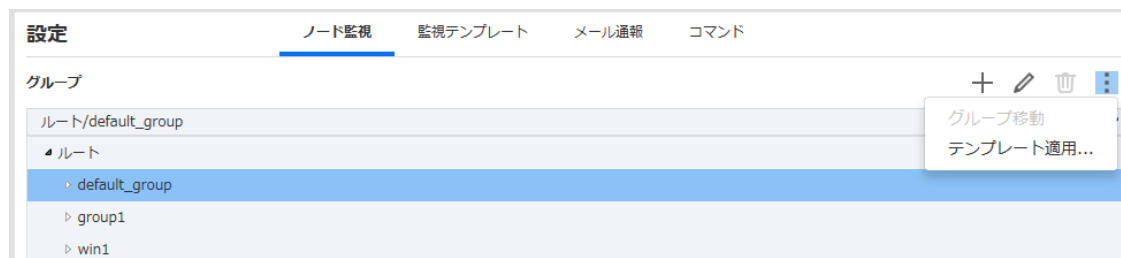 設定 ノード監視 監視テンプレート メール通報 コマンド
グループ
ルート/default_group
グループ移動
テンプレート適用...
ルート
default_group
group1
win1